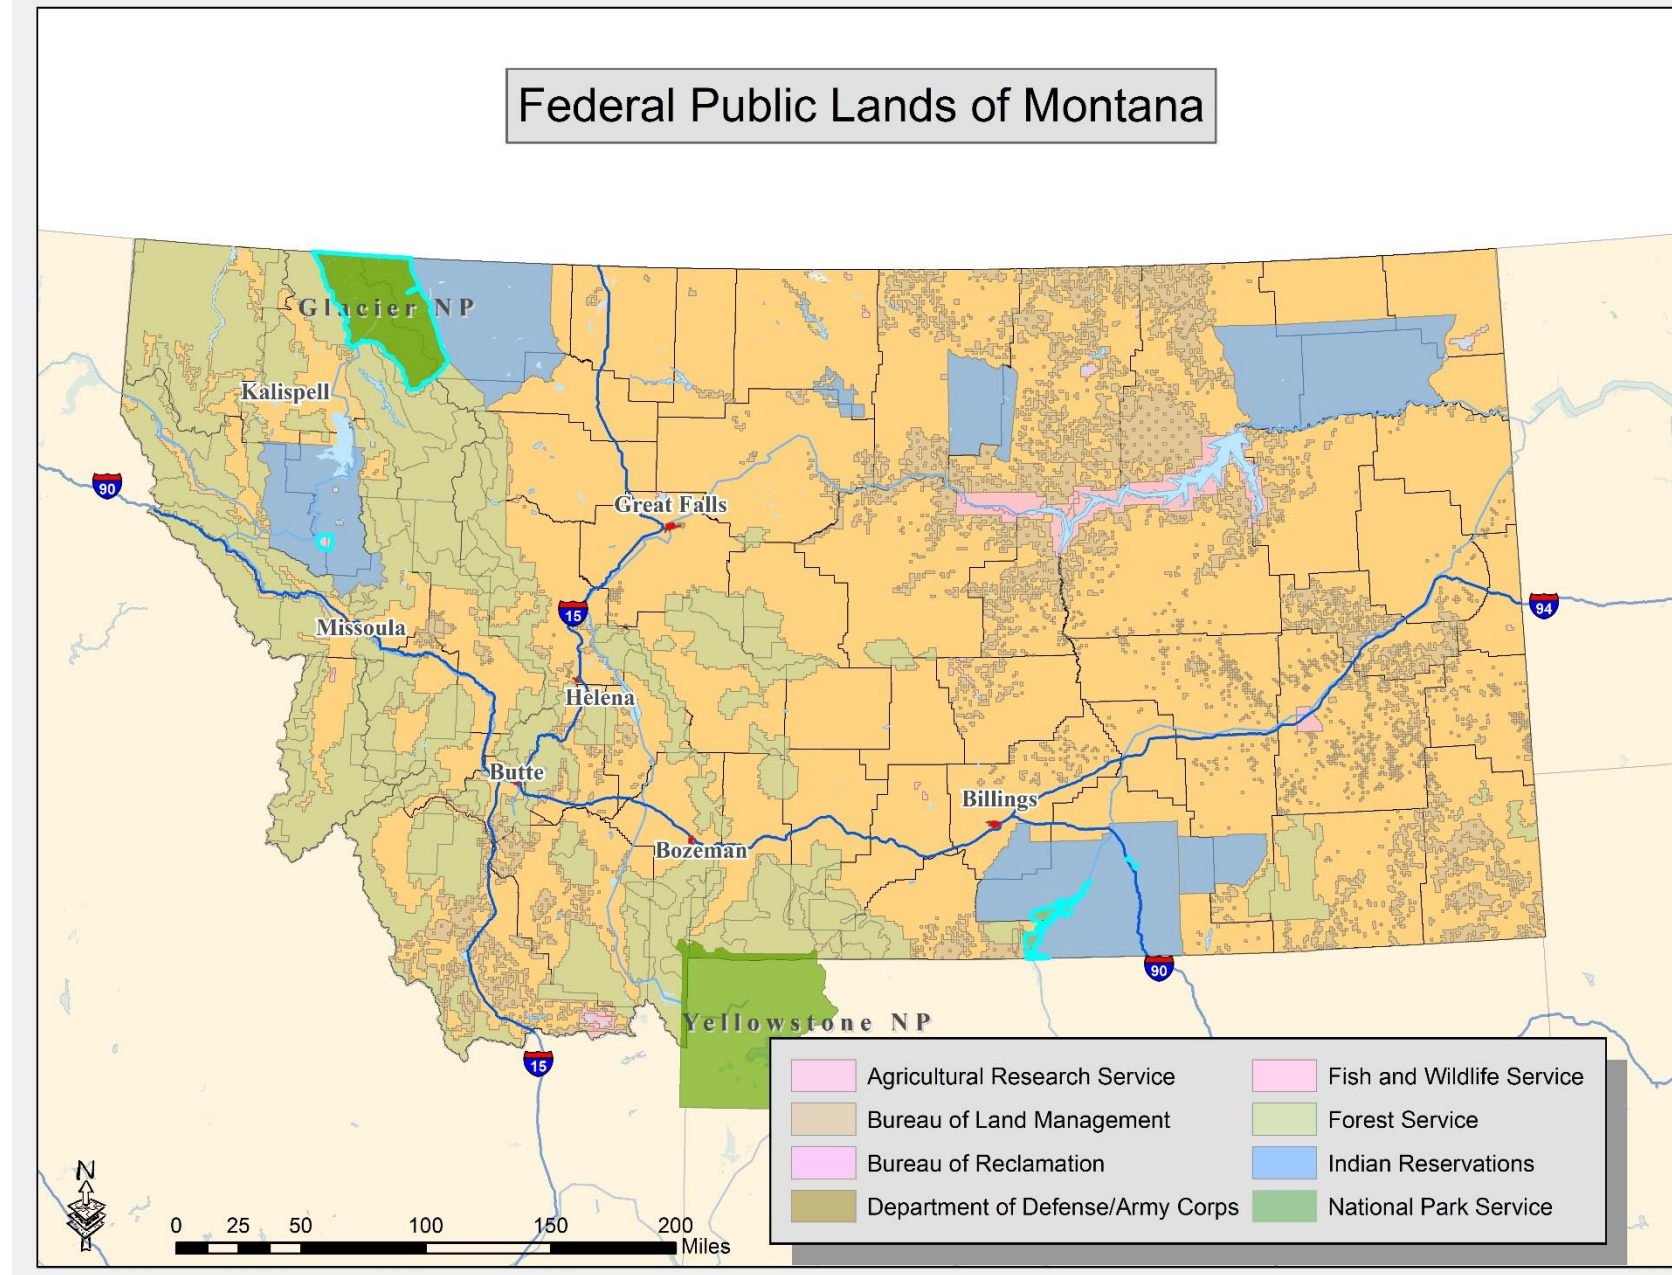 Federal Public Lands of Montana
Glacier NP
Kalispell
90
Great Falls
15
94
Missoula
Helena
Butte
Billings
Bozeman
90
Yellowstone NP
15
Agricultural Research Service
Fish and Wildlife Service
Bureau of Land Management
Forest Service
Bureau of Reclamation
Indian Reservations
Department of Defense/Army Corps
National Park Service
N
0 25 50 100 150 200
Miles